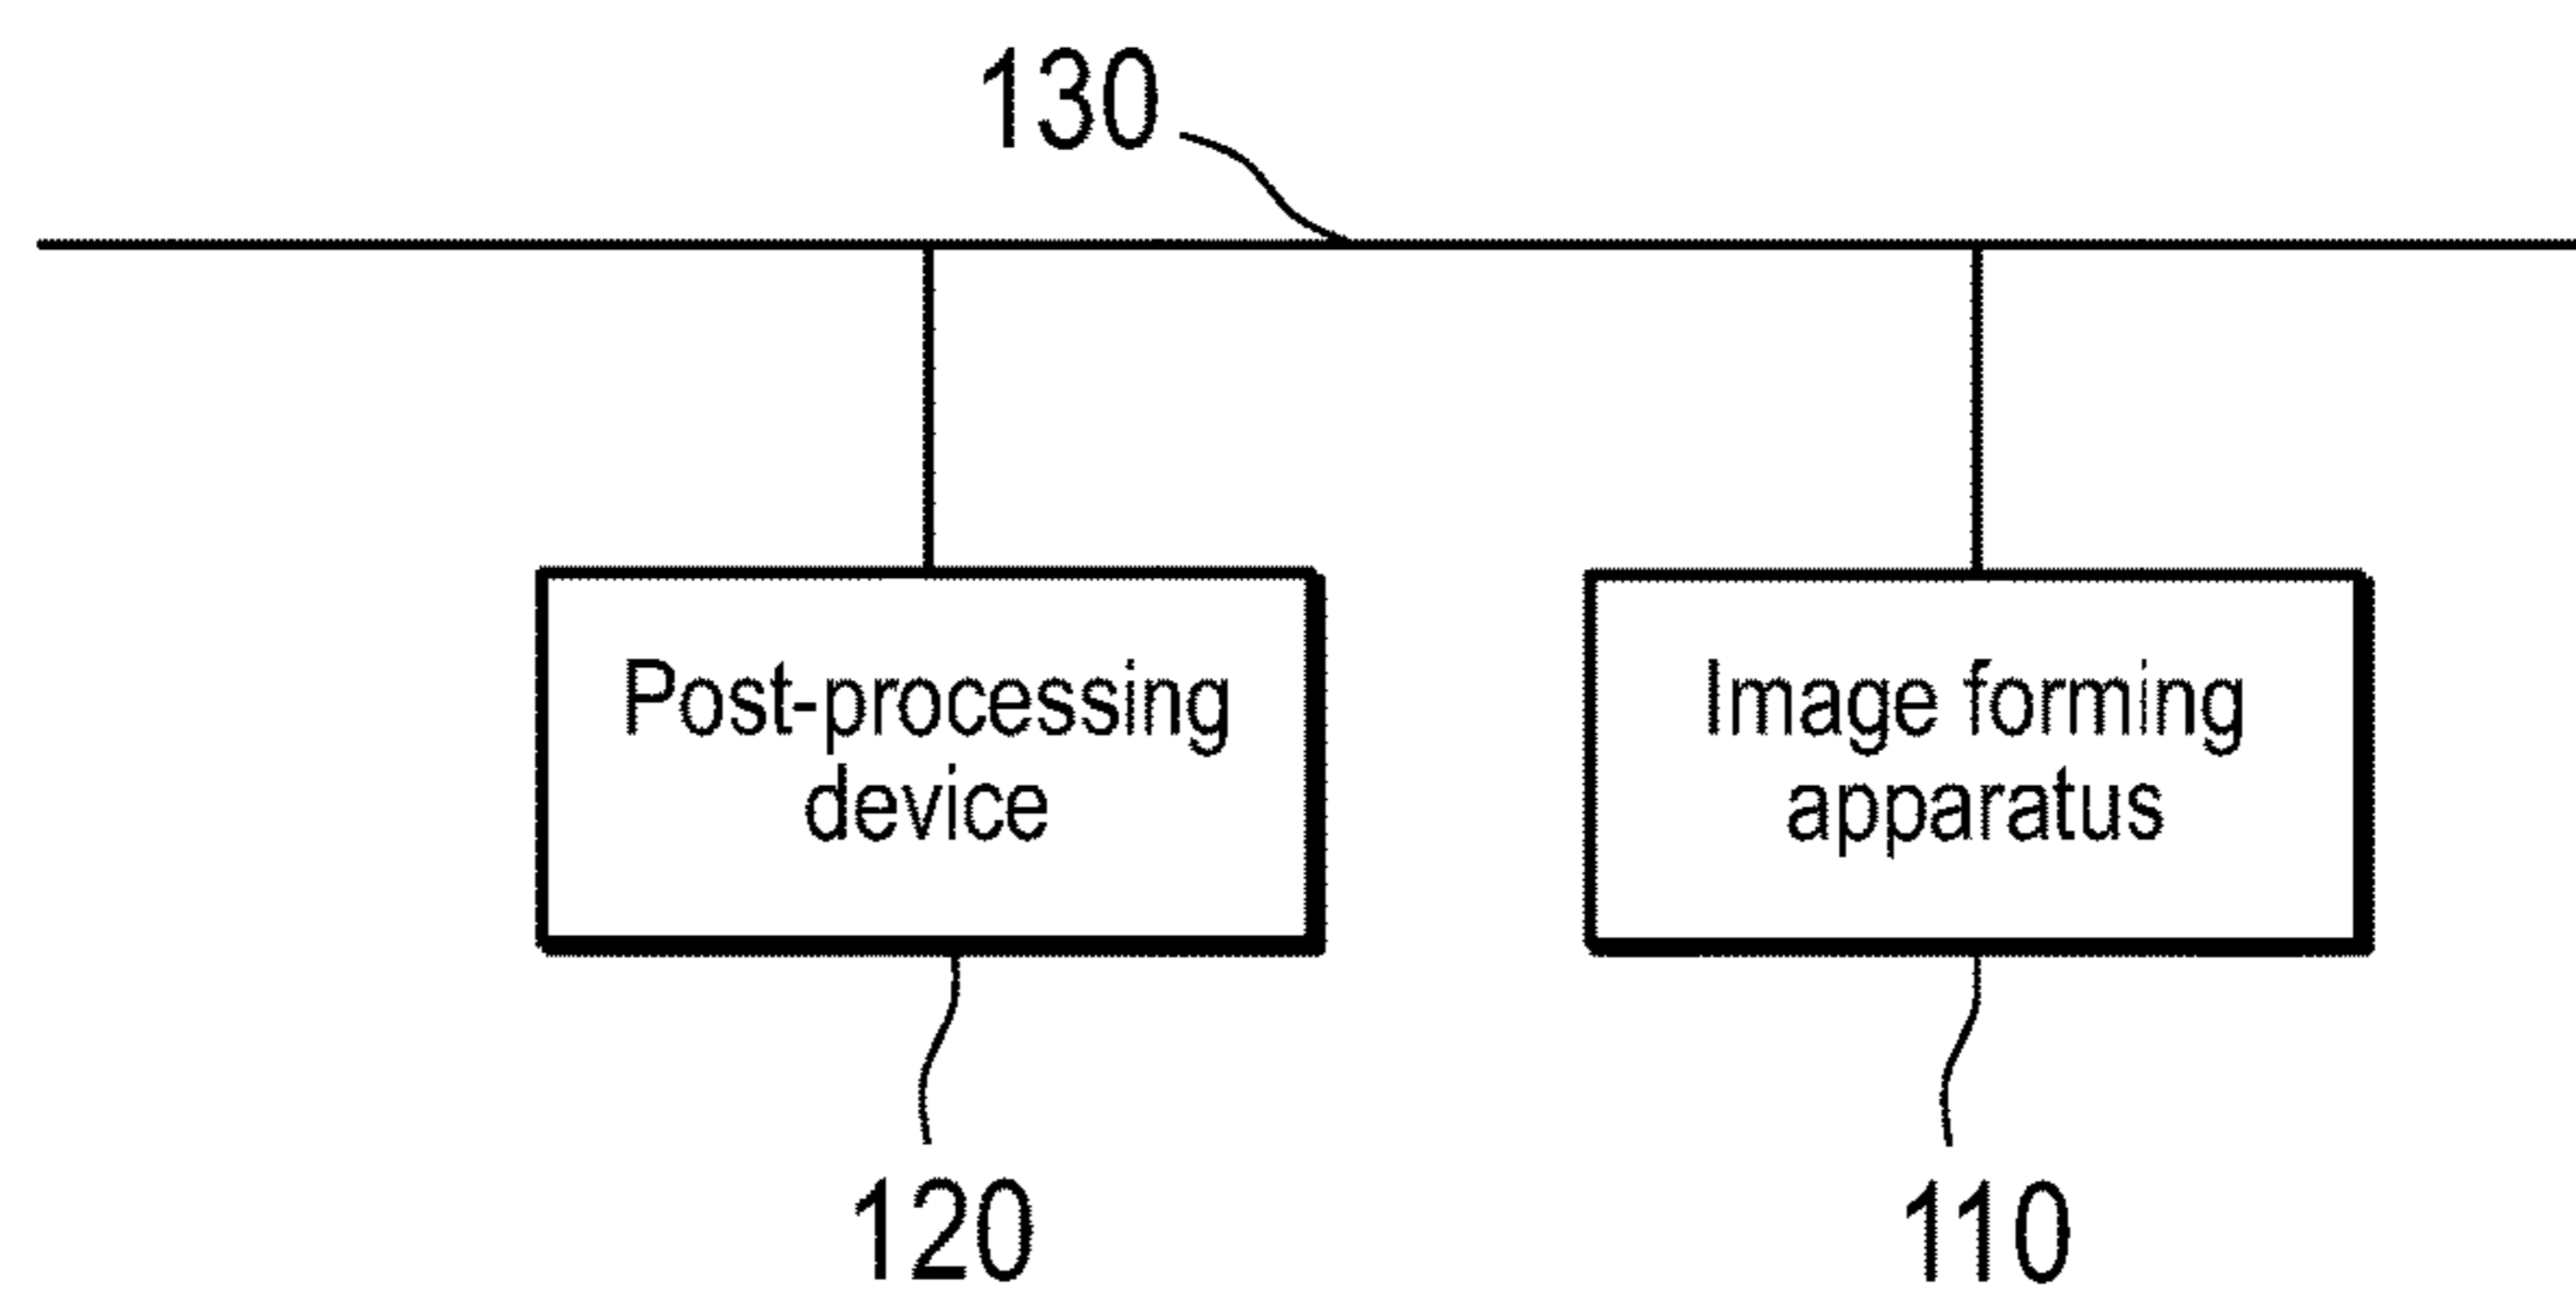 130
Post-processing
device
Image forming
apparatus
120
110